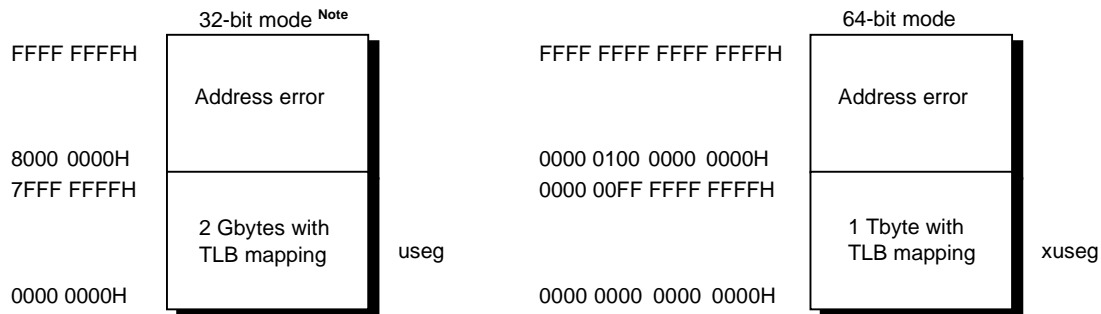 32-bit mode Note
FFFF FFFFH
Address error
8000 0000H
7FFF FFFFH
2 Gbytes with
TLB mapping
useg
0000 0000H
64-bit mode
FFFF FFFF FFFF FFFFH
Address error
0000 0100 0000 0000H
0000 00FF FFFF FFFFH
1 Tbyte with
TLB mapping
xuseg
0000 0000 0000 0000H